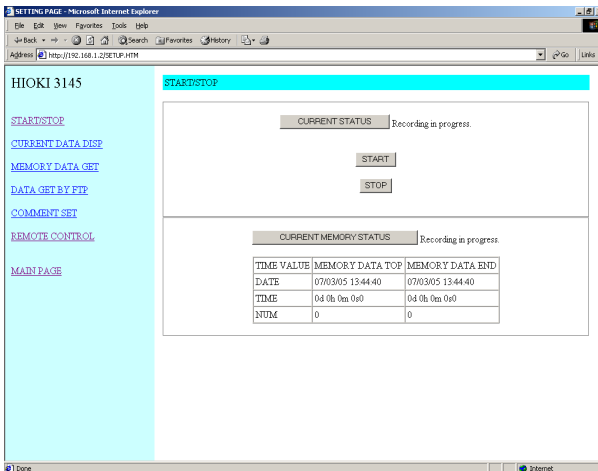 SETTING PAGE - Microsoft Internet Explorer
File Edit View Favorites Tools Help
Back Search Favorites History
Address http://192.168.1.2/SETUP.HTM Go Links
HIOKI 3145
START/STOP
CURRENT DATA DISP
MEMORY DATA GET
DATA GET BY FTP
COMMENT SET
REMOTE CONTROL
MAIN PAGE
START/STOP
CURRENT STATUS Recording in progress.
START
STOP
CURRENT MEMORY STATUS Recording in progress.
TIME VALUE MEMORY DATA TOP MEMORY DATA END
DATE 07/03/05 13:44:40 07/03/05 13:44:40
TIME 0d 0h 0m 0s0 0d 0h 0m 0s0
NUM 0 0
Done Internet